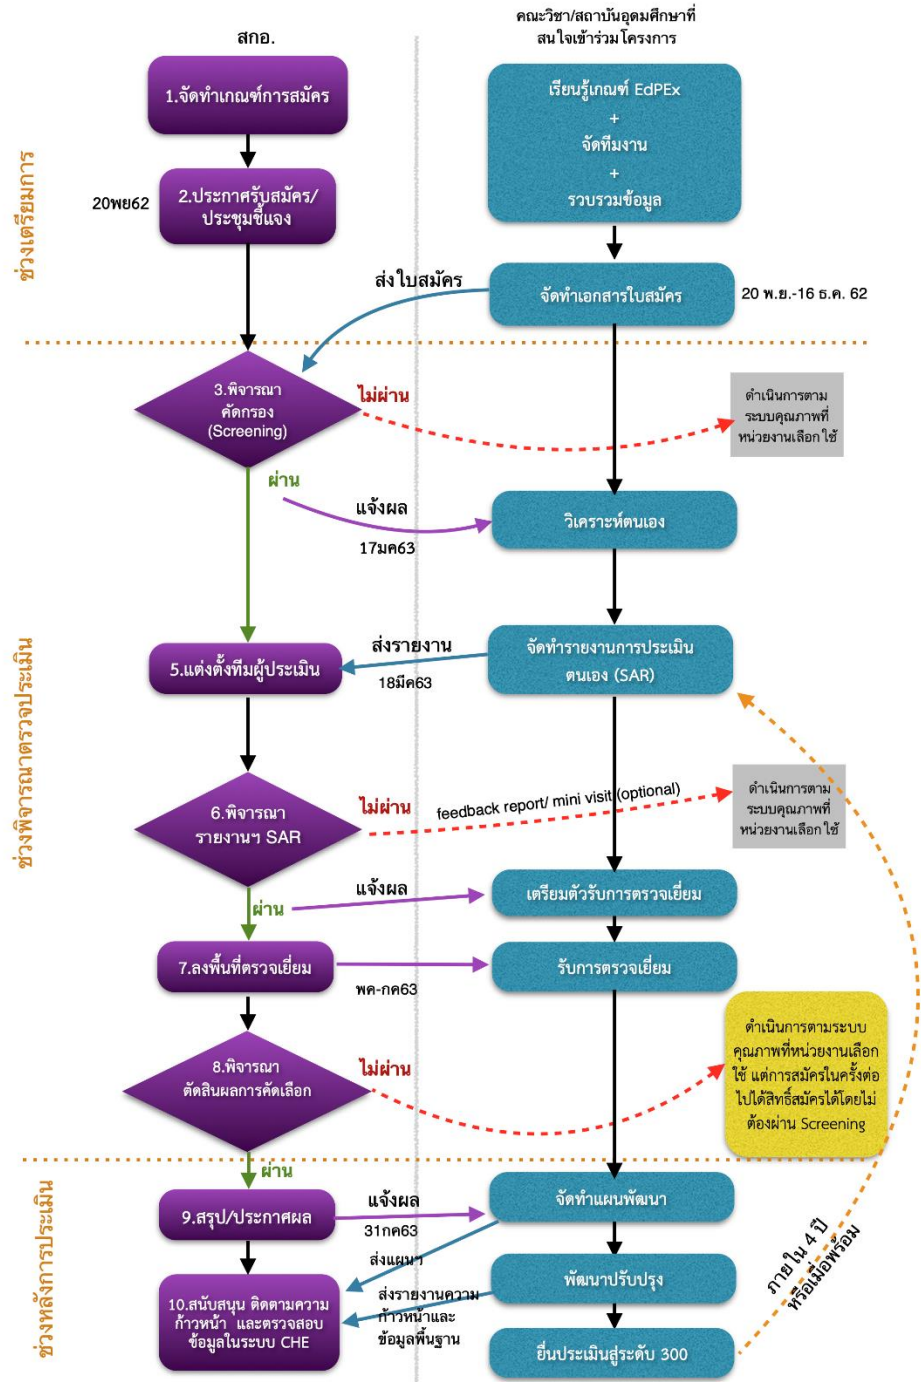 สกอ.
คณะวิชา/สถาบันอุดมศึกษาที่
สนใจเข้าร่วมโครงการ
ช่วงเตรียมการ
1.จัดทำเกณฑ์การสมัคร
เรียนรู้เกณฑ์ EdPEx
+
จัดทีมงาน
+
รวบรวมข้อมูล
20พย62
2.ประกาศรับสมัคร/
ประชุมชี้แจง
ส่งใบสมัคร
จัดทำเอกสารใบสมัคร
20 พ.ย.-16 ธ.ค. 62
ช่วงพิจารณาตรวจประเมิน
3.พิจารณา
คัดกรอง
(Screening)
ไม่ผ่าน
ดำเนินการตาม
ระบบคุณภาพที่
หน่วยงานเลือกใช้
ผ่าน
แจ้งผล
17มค63
วิเคราะห์ตนเอง
5.แต่งตั้งทีมผู้ประเมิน
ส่งรายงาน
18มีค63
จัดทำรายงานการประเมิน
ตนเอง (SAR)
6.พิจารณา
รายงานฯ SAR
ไม่ผ่าน
feedback report/ mini visit (optional)
ดำเนินการตาม
ระบบคุณภาพที่
หน่วยงานเลือกใช้
ผ่าน
แจ้งผล
เตรียมตัวรับการตรวจเยี่ยม
7.ลงพื้นที่ตรวจเยี่ยม
พค-กค63
รับการตรวจเยี่ยม
8.พิจารณา
ตัดสินผลการคัดเลือก
ไม่ผ่าน
ดำเนินการตามระบบ
คุณภาพที่หน่วยงานเลือก
ใช้ แต่การสมัครในครั้งต่อ
ไปได้สิทธิ์สมัครได้โดยไม่
ต้องผ่าน Screening
ผ่าน
ช่วงหลังการประเมิน
9.สรุป/ประกาศผล
แจ้งผล
31กค63
จัดทำแผนพัฒนา
ส่งแผนฯ
10.สนับสนุน ติดตามความ
ก้าวหน้า และตรวจสอบ
ข้อมูลในระบบ CHE
ส่งรายงานความ
ก้าวหน้าและ
ข้อมูลพื้นฐาน
พัฒนาปรับปรุง
ยื่นประเมินสู่ระดับ 300
ภายใน 4 ปี
หรือเมื่อพร้อม